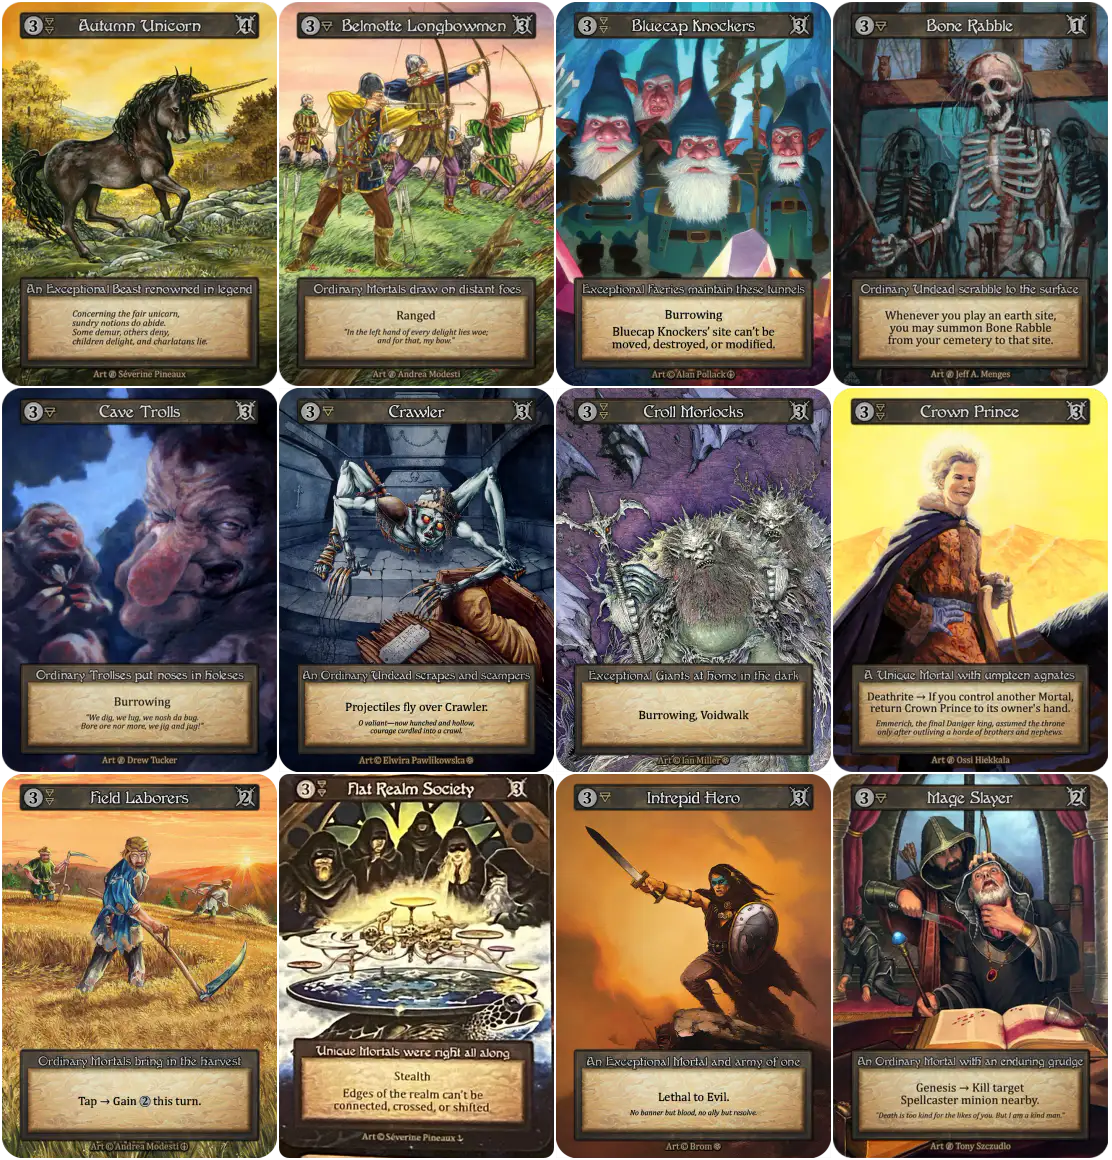 3 Autumn Unicorn 4
An Exceptional Beast renowned in legend
Concerning the fair unicorn,
sundry notions do abide.
Some demur, others deny,
children delight, and charlatans lie.
Art Séverine Pineaux
3 Belmotte Longbowmen 3
Ordinary Mortals draw on distant foes
Ranged
"In the left hand of every delight lies woe;
and for that, my bow."
Art Andrea Modesti
3 Bluecap Knockers 3
Exceptional Faeries maintain these tunnels
Burrowing
Bluecap Knockers' site can't be
moved, destroyed, or modified.
Art © Alan Pollack
3 Bone Rabble 1
Ordinary Undead scrabble to the surface
Whenever you play an earth site,
you may summon Bone Rabble
from your cemetery to that site.
Art Jeff A. Menges
3 Cave Trolls 3
Ordinary Trollses put noses in holeses
Burrowing
"We dig, we lug, we nosh da bug.
Bore ore nor more, we jig and jug!"
Art Drew Tucker
3 Crawler 3
An Ordinary Undead scrapes and scampers
Projectiles fly over Crawler.
O valiant—now hunched and hollow,
courage curdled into a crawl.
Art © Elwira Pawlikowska
3 Croll Morlocks 3
Exceptional Giants at home in the dark
Burrowing, Voidwalk
Art © Ian Miller
3 Crown Prince 3
A Unique Mortal with umpteen agnates
Deathrite → If you control another Mortal,
return Crown Prince to its owner's hand.
Emmerich, the final Daniger king, assumed the throne
only after outliving a horde of brothers and nephews.
Art Ossi Hiekkala
3 Field Laborers 2
Ordinary Mortals bring in the harvest
Tap → Gain 2 this turn.
Art © Andrea Modesti
3 Flat Realm Society 3
Unique Mortals were right all along
Stealth
Edges of the realm can't be
connected, crossed, or shifted.
Art © Séverine Pineaux
3 Intrepid Hero 3
An Exceptional Mortal and army of one
Lethal to Evil.
No banner but blood, no ally but resolve.
Art © Brom
3 Mage Slayer 2
An Ordinary Mortal with an enduring grudge
Genesis → Kill target
Spellcaster minion nearby.
"Death is too kind for the likes of you. But I am a kind man."
Art Tony Szczudlo